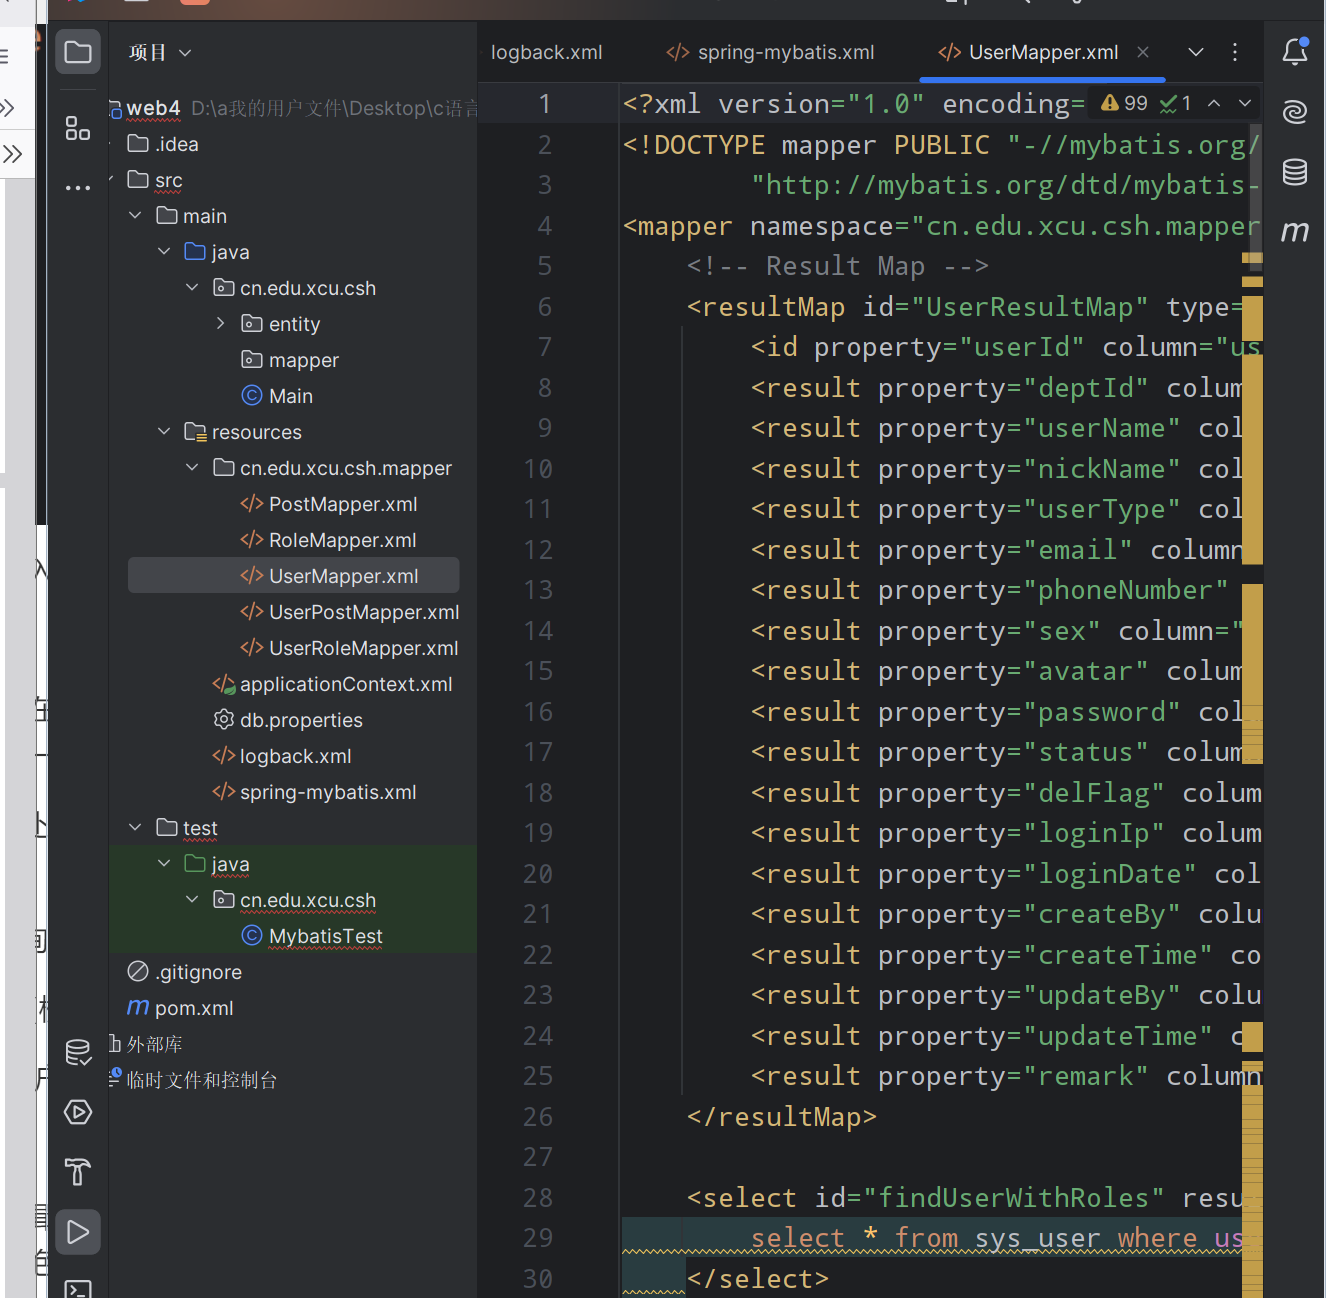 项目
logback.xml
spring-mybatis.xml
UserMapper.xml
web4 D:\a我的用户文件\Desktop\c语言
.idea
src
main
java
cn.edu.xcu.csh
entity
mapper
Main
resources
cn.edu.xcu.csh.mapper
PostMapper.xml
RoleMapper.xml
UserMapper.xml
UserPostMapper.xml
UserRoleMapper.xml
applicationContext.xml
db.properties
logback.xml
spring-mybatis.xml
test
java
cn.edu.xcu.csh
MybatisTest
.gitignore
pom.xml
外部库
临时文件和控制台
99 1
1 <?xml version="1.0" encoding=
2 <!DOCTYPE mapper PUBLIC "-//mybatis.org/
3 "http://mybatis.org/dtd/mybatis-
4 <mapper namespace="cn.edu.xcu.csh.mapper
5 <!-- Result Map -->
6 <resultMap id="UserResultMap" type=
7 <id property="userId" column="us
8 <result property="deptId" colum
9 <result property="userName" col
10 <result property="nickName" col
11 <result property="userType" col
12 <result property="email" column
13 <result property="phoneNumber"
14 <result property="sex" column="
15 <result property="avatar" colum
16 <result property="password" col
17 <result property="status" colum
18 <result property="delFlag" colum
19 <result property="loginIp" colum
20 <result property="loginDate" col
21 <result property="createBy" colu
22 <result property="createTime" co
23 <result property="updateBy" colu
24 <result property="updateTime" c
25 <result property="remark" column
26 </resultMap>
27
28 <select id="findUserWithRoles" resu
29 select * from sys_user where us
30 </select>